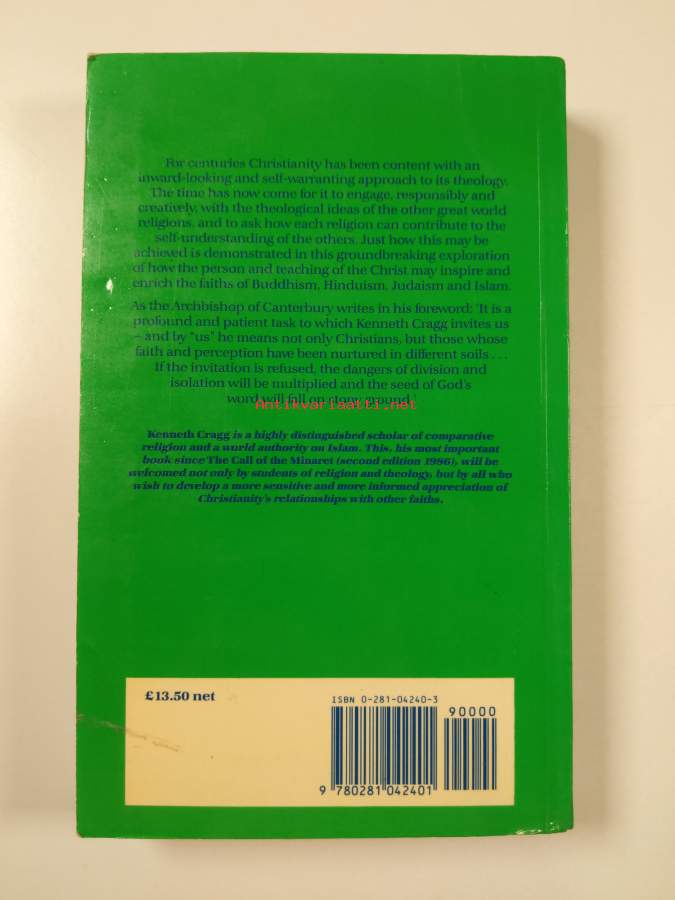 For centuries Christianity has been content with an
inward-looking and self-warranting approach to its theology.
The time has now come for it to engage, responsibly and
creatively, with the theological ideas of the other great world
religions, and to ask how each religion can contribute to the
self-understanding of the others. Just how this may be
achieved is demonstrated in this groundbreaking exploration
of how the person and teaching of the Christ may inspire and
enrich the faiths of Buddhism, Hinduism, Judaism and Islam.
As the Archbishop of Canterbury writes in his foreword: 'It is a
profound and patient task to which Kenneth Cragg invites us
– and by "us" he means not only Christians, but those whose
faith and perception have been nurtured in different soils . . .
If the invitation is refused, the dangers of division and
isolation will be multiplied and the seed of God's
word will fall on stony ground.'
Antikvariaatti.net
Kenneth Cragg is a highly distinguished scholar of comparative
religion and a world authority on Islam. This, his most important
book since The Call of the Minaret (second edition 1986), will be
welcomed not only by students of religion and theology, but by all who
wish to develop a more sensitive and more informed appreciation of
Christianity's relationships with other faiths.
£13.50 net
ISBN 0-281-04240-3
90000
9 780281 042401